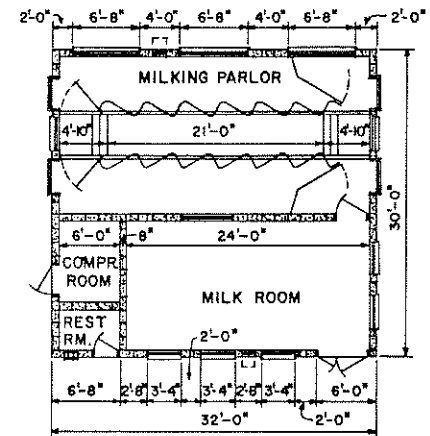 6'-8" 4'-0" 6'-8" 4'-0" 6'-8"
2'-0" 2'-0"
MILKING PARLOR
4'-10" 21'-0" 4'-10"
30'-0"
6'-0" 8" 24'-0"
COMPR.
ROOM
MILK ROOM
REST
RM.
2'-0"
6'-8" 2'-8" 3'-4" 3'-4" 2'-8" 3'-4" 6'-0"
2'-0"
32'-0"